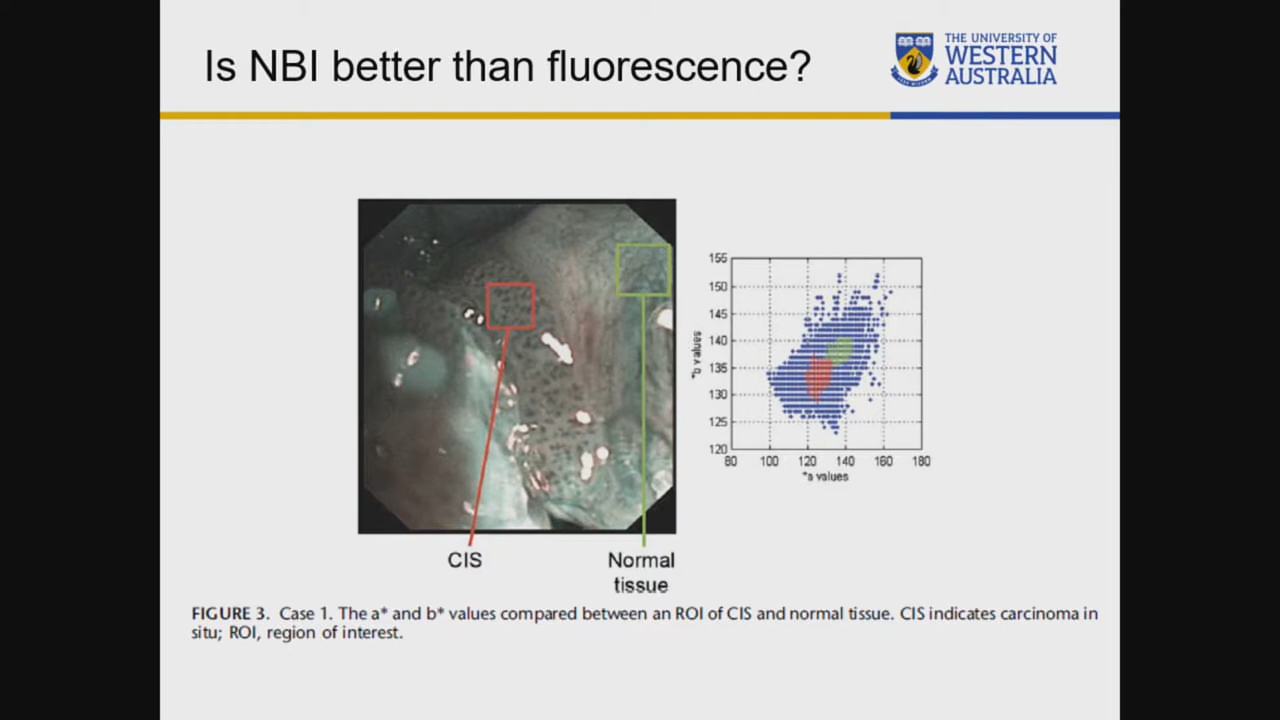 Is NBI better than fluorescence?
THE UNIVERSITY OF
WESTERN
AUSTRALIA
155
150
145
140
135
130
125
120
*b values
80 100 120 140 160 180
*a values
CIS
Normal
tissue
FIGURE 3. Case 1. The a* and b* values compared between an ROI of CIS and normal tissue. CIS indicates carcinoma in
situ; ROI, region of interest.